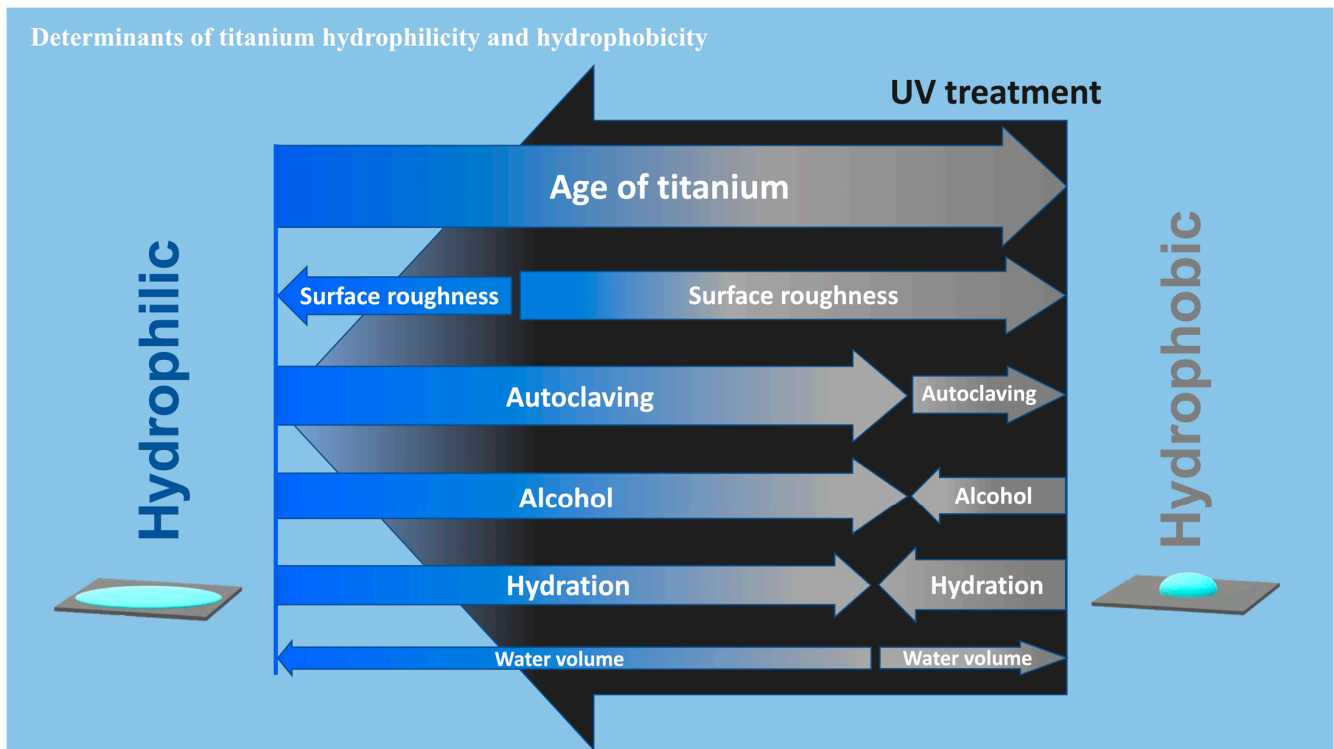 Determinants of titanium hydrophilicity and hydrophobicity
UV treatment
Age of titanium
Hydrophilic
Hydrophobic
Surface roughness
Surface roughness
Autoclaving
Autoclaving
Alcohol
Alcohol
Hydration
Hydration
Water volume
Water volume